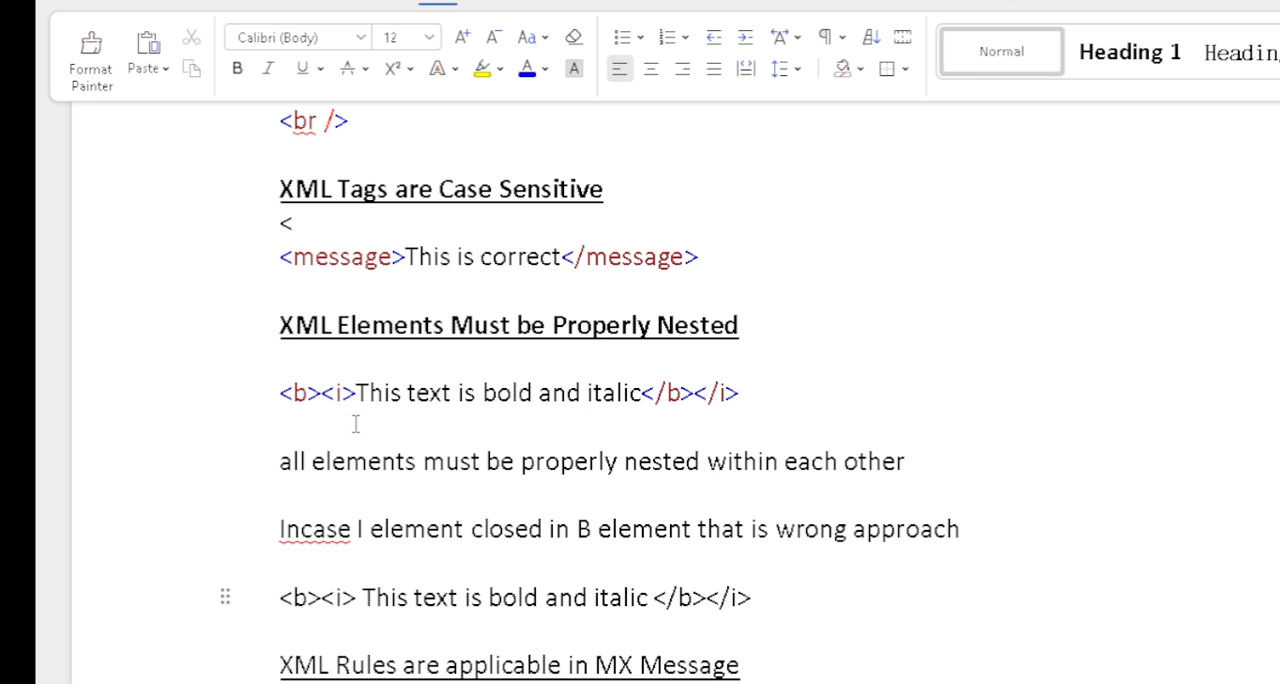 Format Painter
Paste
Calibri (Body)
12
A+ A- Aa
B I U A X² A A A
Normal
Heading 1
<br />
XML Tags are Case Sensitive
<
<message>This is correct</message>
XML Elements Must be Properly Nested
<b><i>This text is bold and italic</b></i>
all elements must be properly nested within each other
Incase I element closed in B element that is wrong approach
<b><i> This text is bold and italic </b></i>
XML Rules are applicable in MX Message